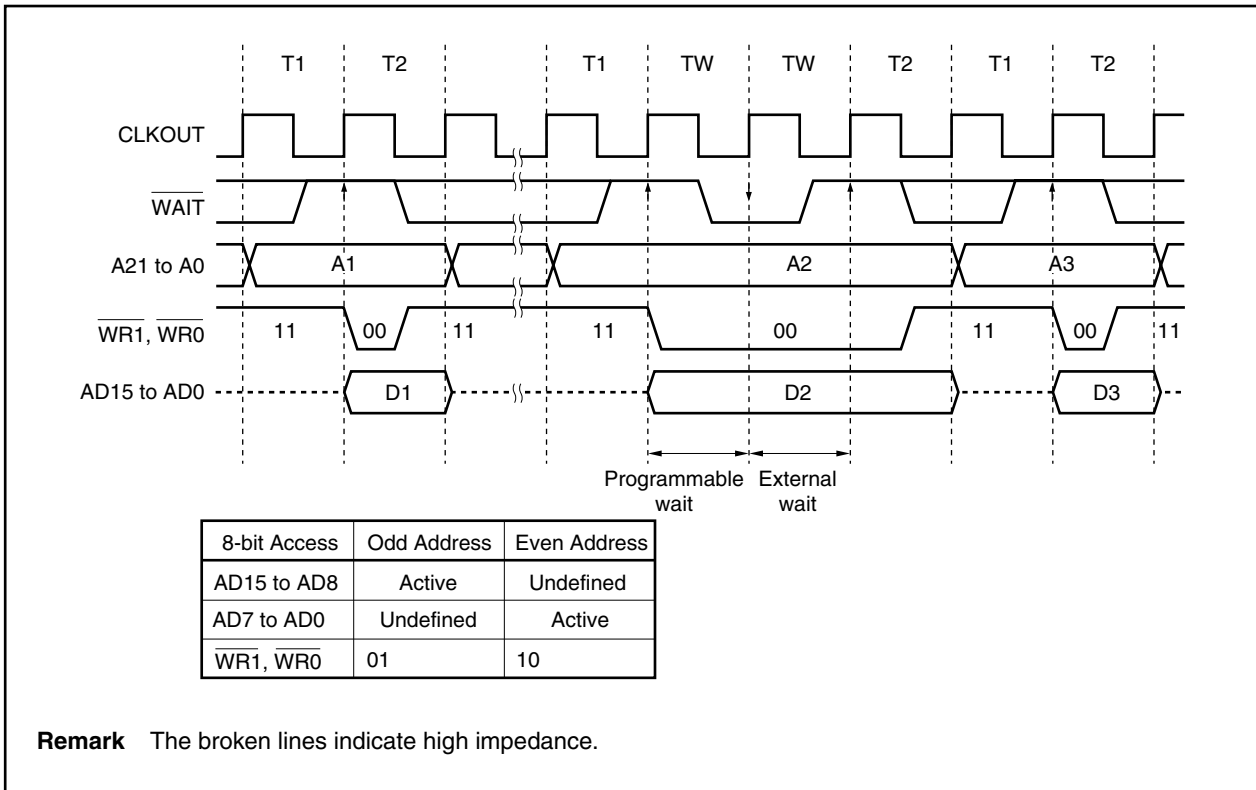 T1 T2 T1 TW TW T2 T1 T2
CLKOUT
WAIT
A21 to A0 A1 A2 A3
WR1, WR0 11 00 11 11 00 11 00 11
AD15 to AD0 D1 D2 D3
Programmable wait External wait
8-bit Access Odd Address Even Address
AD15 to AD8 Active Undefined
AD7 to AD0 Undefined Active
WR1, WR0 01 10
Remark The broken lines indicate high impedance.